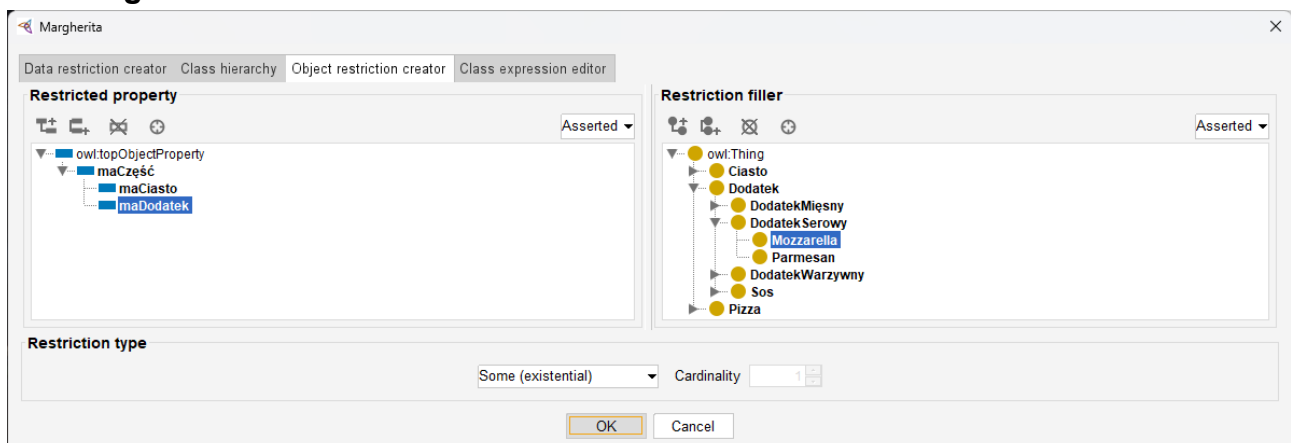 Margherita
Data restriction creator Class hierarchy Object restriction creator Class expression editor
Restricted property
Asserted
owl:topObjectProperty
maCzęść
maCiasto
maDodatek
Restriction filler
Asserted
owl:Thing
Ciasto
Dodatek
DodatekMięsny
DodatekSerowy
Mozzarella
Parmesan
DodatekWarzywny
Sos
Pizza
Restriction type
Some (existential) Cardinality 1
OK Cancel